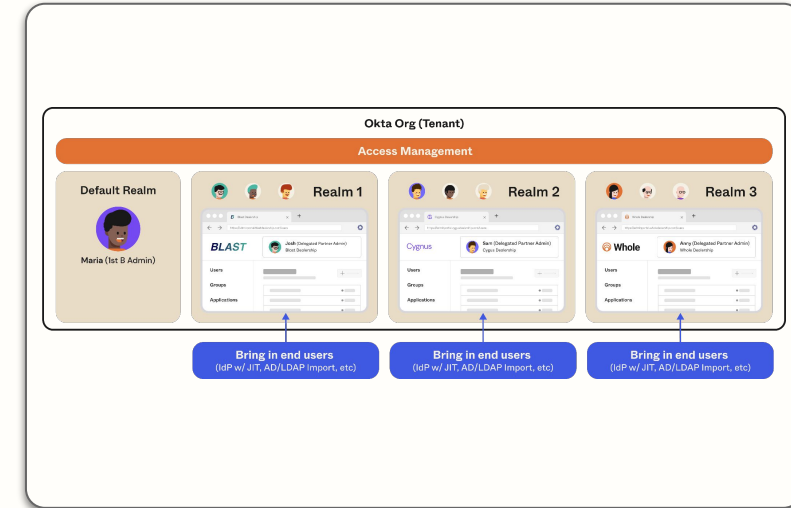 Okta Org (Tenant)
Access Management
Default Realm
Maria (1st B Admin)
Realm 1
BLAST
Josh (Delegated Partner Admin)
Blast Dealership
Users
Groups
Applications
Realm 2
Cygnus
Sam (Delegated Partner Admin)
Cygus Dealership
Users
Groups
Applications
Realm 3
Whole
Anny (Delegated Partner Admin)
Whole Dealership
Users
Groups
Applications
Bring in end users
(IdP w/ JIT, AD/LDAP Import, etc)
Bring in end users
(IdP w/ JIT, AD/LDAP Import, etc)
Bring in end users
(IdP w/ JIT, AD/LDAP Import, etc)